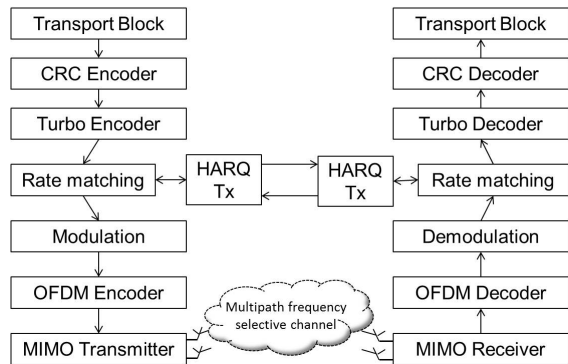 Transport Block
CRC Encoder
Turbo Encoder
Rate matching
Modulation
OFDM Encoder
MIMO Transmitter
HARQ
Tx
HARQ
Tx
Multipath frequency
selective channel
Transport Block
CRC Decoder
Turbo Decoder
Rate matching
Demodulation
OFDM Decoder
MIMO Receiver